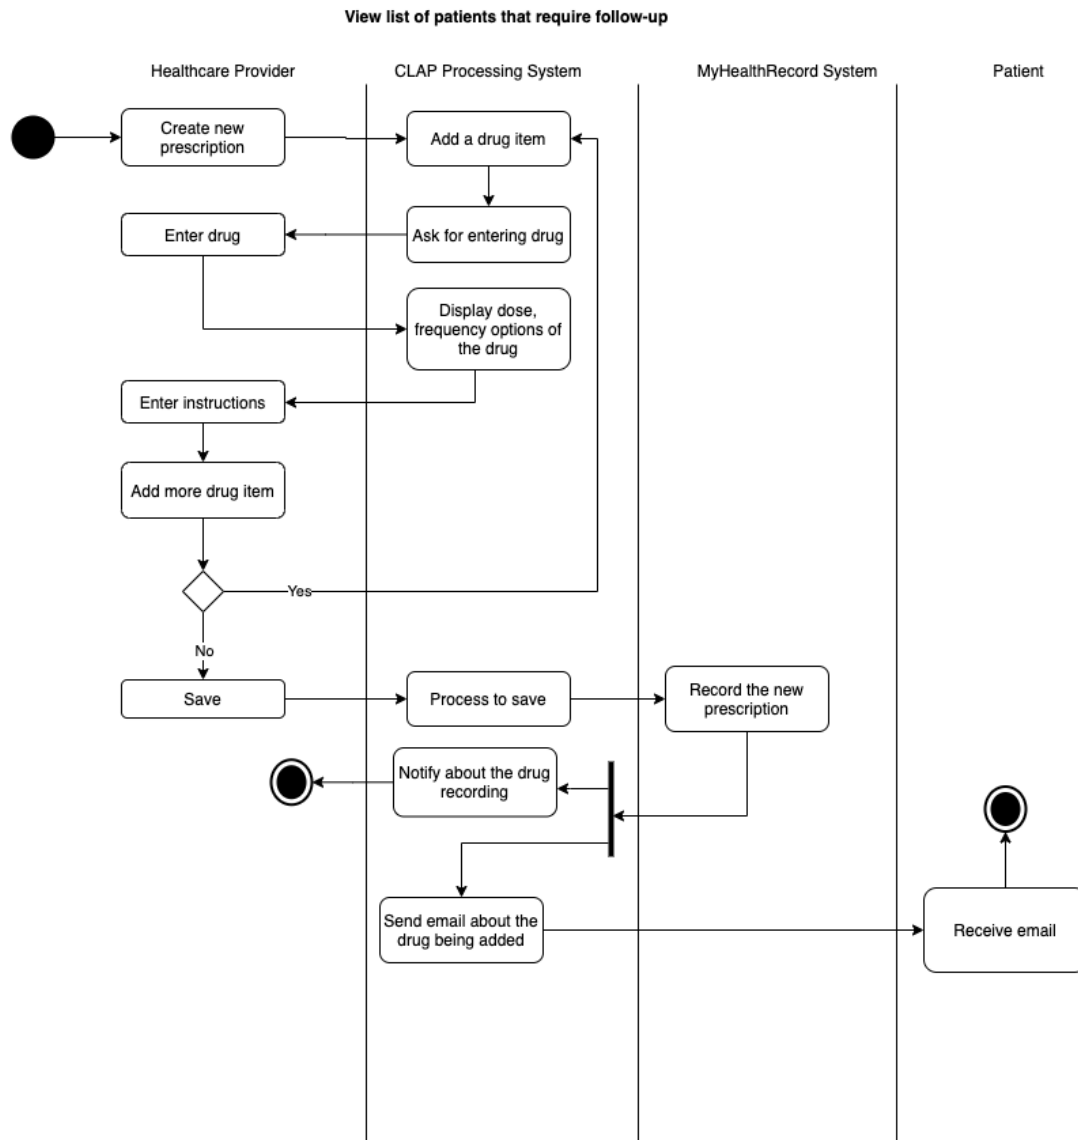 View list of patients that require follow-up
Healthcare Provider
CLAP Processing System
MyHealthRecord System
Patient
Create new
prescription
Add a drug item
Enter drug
Ask for entering drug
Display dose,
frequency options of
the drug
Enter instructions
Add more drug item
Yes
No
Save
Process to save
Record the new
prescription
Notify about the drug
recording
Send email about the
drug being added
Receive email